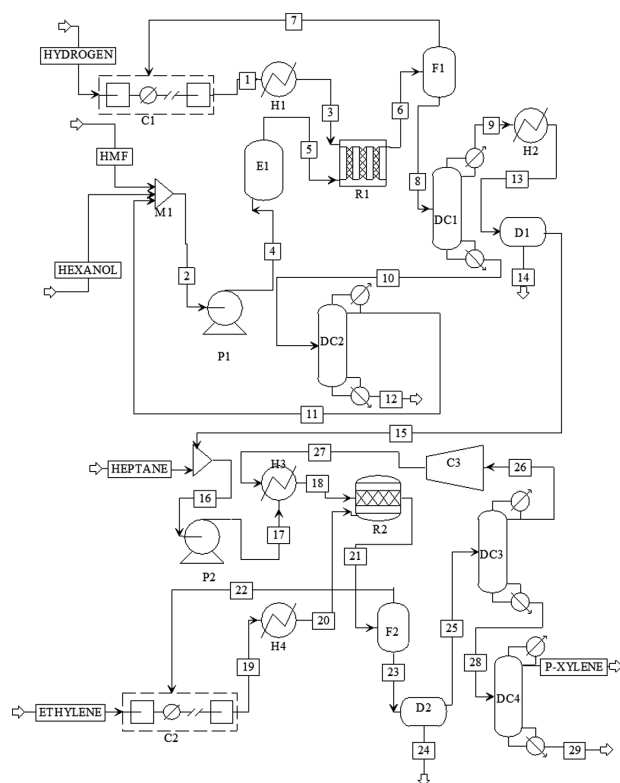 7
HYDROGEN
F1
1
H1
C1
3
6
9
H2
HMF
5
E1
R1
8
13
DC1
M1
D1
HEXANOL
2
4
10
14
P1
DC2
12
11
15
HEPTANE
H3
27
C3
26
18
16
R2
17
P2
21
DC3
22
H4
20
F2
25
19
23
28
P-XYLENE
DC4
ETHYLENE
D2
C2
24
29